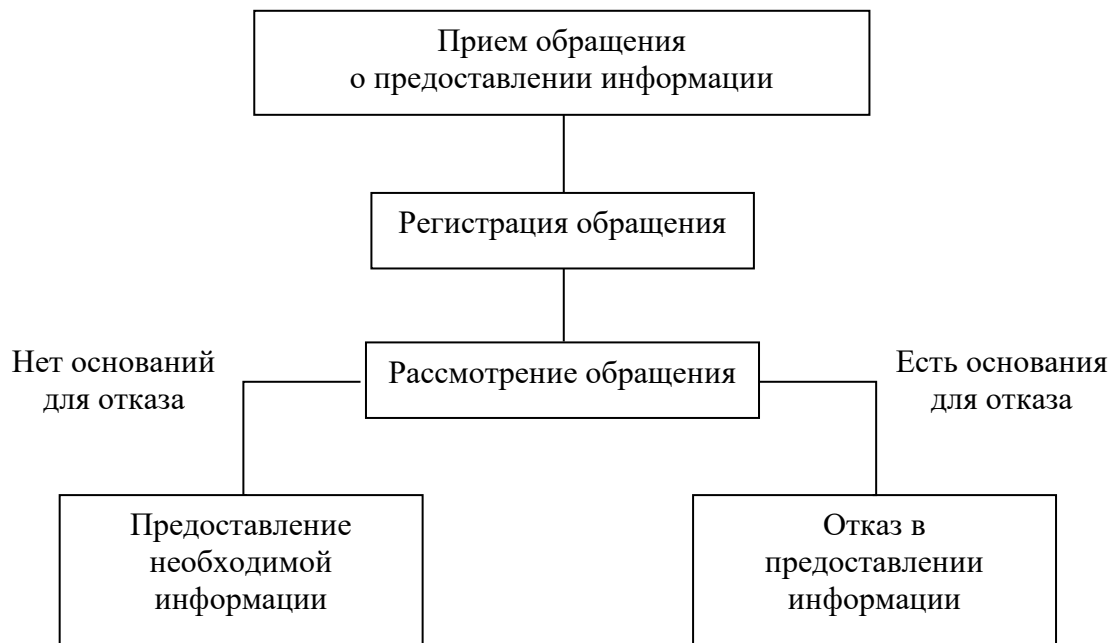 Прием обращения
о предоставлении информации
Регистрация обращения
Нет оснований
для отказа
Рассмотрение обращения
Есть основания
для отказа
Предоставление
необходимой
информации
Отказ в
предоставлении
информации